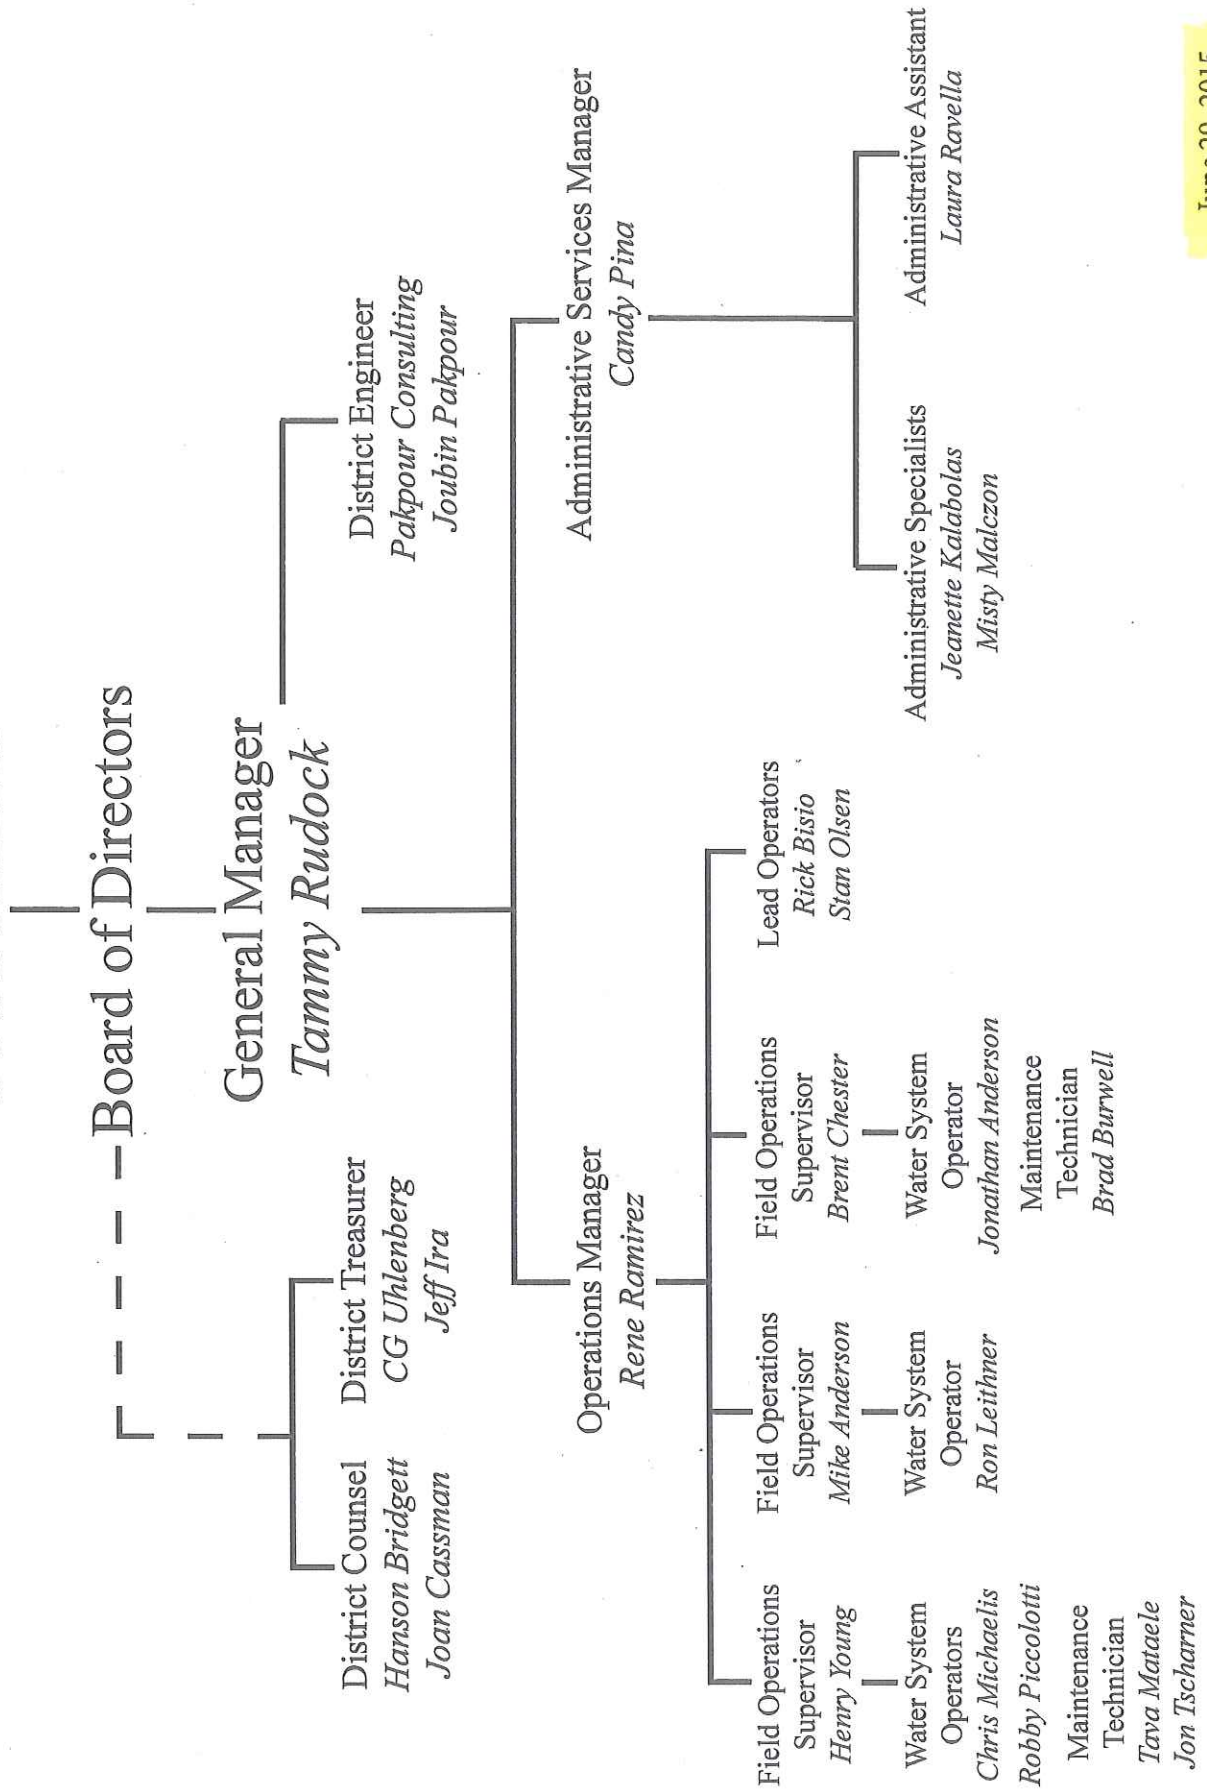 Board of Directors
General Manager
Tammy Rudock
District Counsel
Hanson Bridgett
Joan Cassman
District Treasurer
CG Uhlenberg
Jeff Ira
District Engineer
Pakpour Consulting
Joubin Pakpour
Operations Manager
Rene Ramirez
Administrative Services Manager
Candy Pina
Field Operations
Supervisor
Henry Young
Water System
Operators
Chris Michaelis
Robby Piccolotti
Maintenance
Technician
Tava Mataele
Jon Tscharner
Field Operations
Supervisor
Mike Anderson
Water System
Operator
Ron Leithner
Field Operations
Supervisor
Brent Chester
Water System
Operator
Jonathan Anderson
Maintenance
Technician
Brad Burwell
Lead Operators
Rick Bisio
Stan Olsen
Administrative Specialists
Jeanette Kalabolas
Misty Malczon
Administrative Assistant
Laura Ravella
June 2015